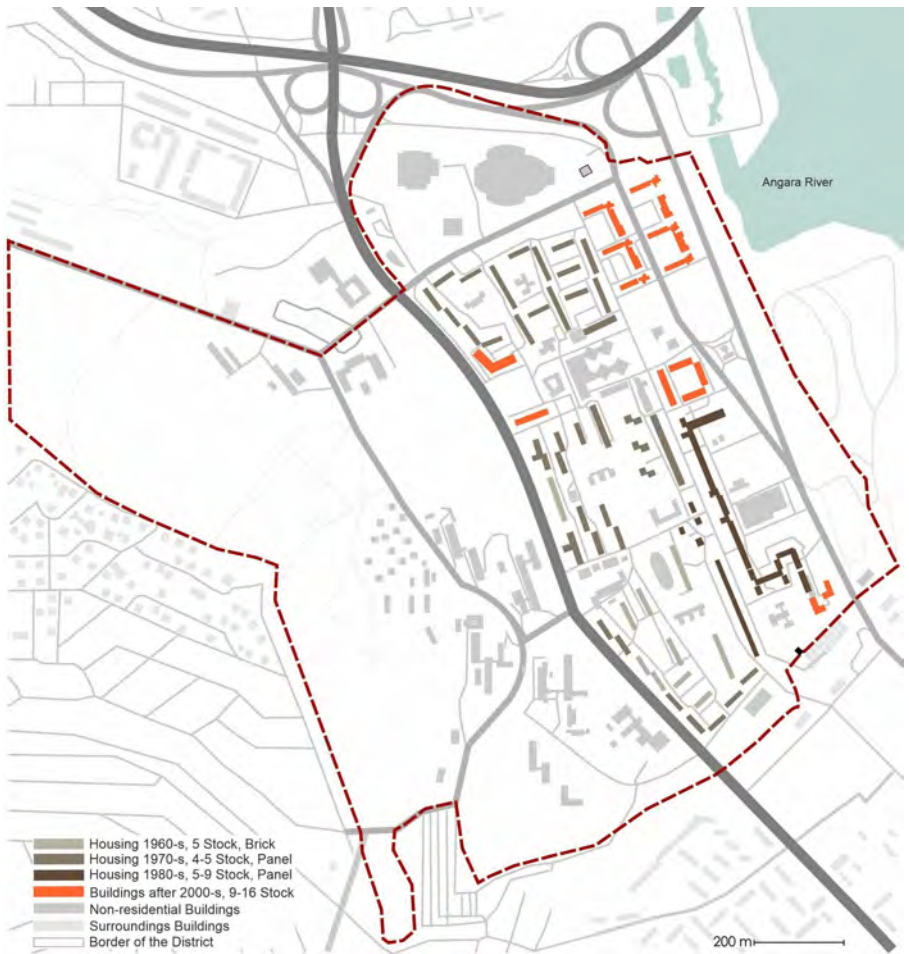 Angara River
Housing 1960-s, 5 Stock, Brick
Housing 1970-s, 4-5 Stock, Panel
Housing 1980-s, 5-9 Stock, Panel
Buildings after 2000-s, 9-16 Stock
Non-residential Buildings
Surroundings Buildings
Border of the District
200 m